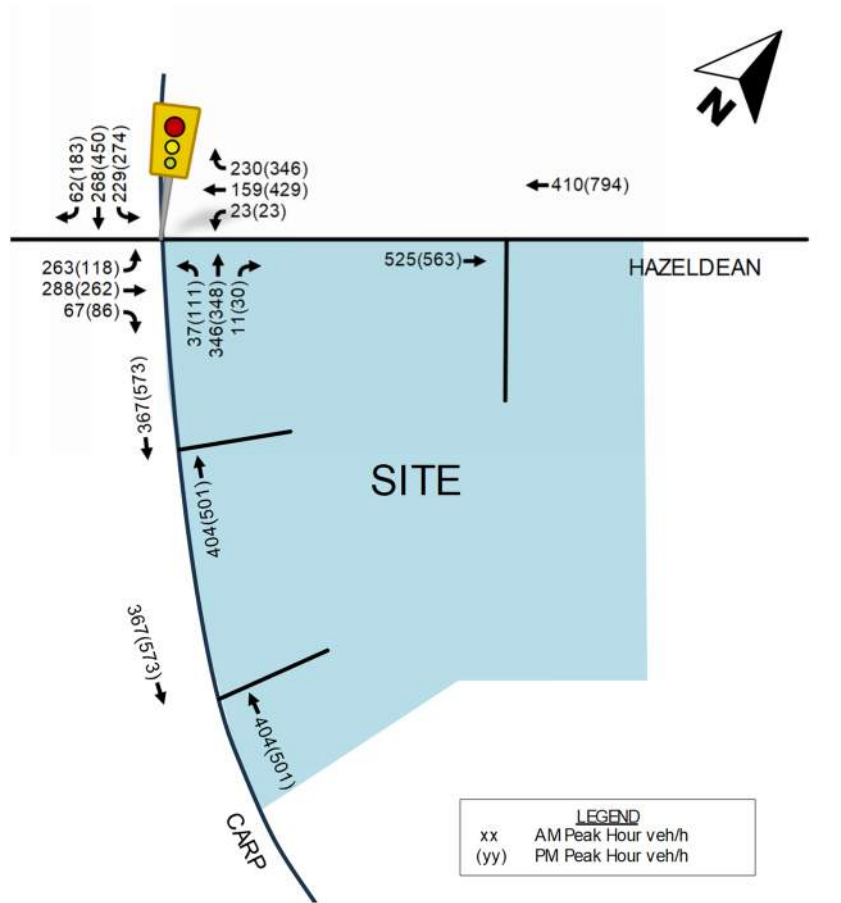 N
62(183)
268(450)
229(274)
230(346)
159(429)
23(23)
410(794)
HAZELDEAN
525(563)
263(118)
288(262)
67(86)
37(111)
346(348)
11(30)
367(573)
404(501)
SITE
367(573)
404(501)
CARP
LEGEND
xx AM Peak Hour veh/h
(yy) PM Peak Hour veh/h